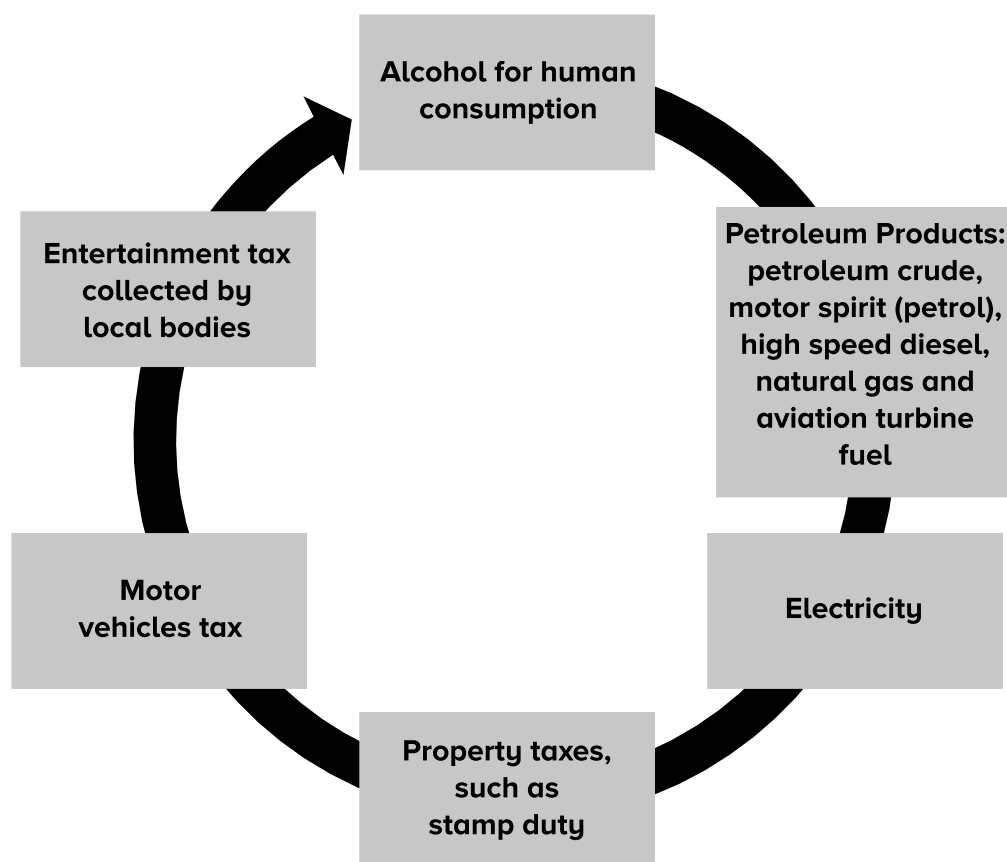 Alcohol for human
consumption
Petroleum Products:
petroleum crude,
motor spirit (petrol),
high speed diesel,
natural gas and
aviation turbine
fuel
Electricity
Property taxes,
such as
stamp duty
Motor
vehicles tax
Entertainment tax
collected by
local bodies